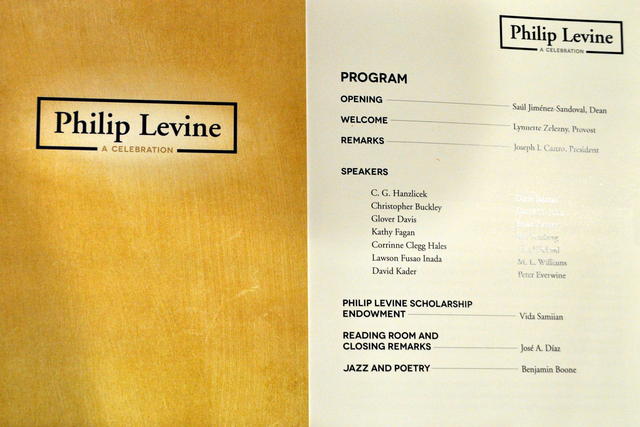 Philip Levine
A CELEBRATION
Philip Levine
A CELEBRATION
PROGRAM
OPENING Saúl Jiménez-Sandoval, Dean
WELCOME Lynnette Zelezny, Provost
REMARKS Joseph I. Castro, President
SPEAKERS
C. G. Hanzlicek
Christopher Buckley
Glover Davis
Kathy Fagan
Corrinne Clegg Hales
Lawson Fusao Inada
David Kader
M. L. Williams
Peter Everwine
PHILIP LEVINE SCHOLARSHIP
ENDOWMENT Vida Samiian
READING ROOM AND
CLOSING REMARKS José A. Díaz
JAZZ AND POETRY Benjamin Boone